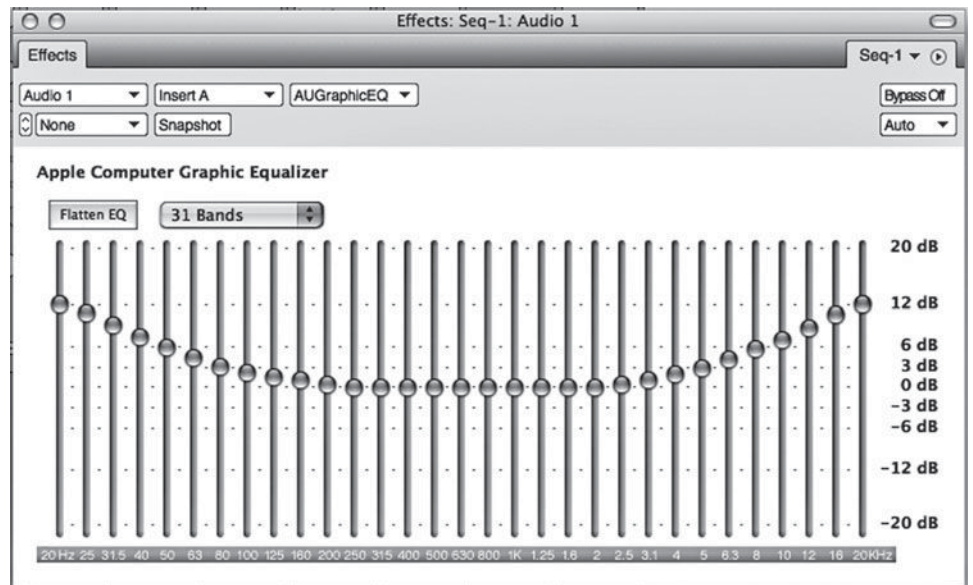 Effects: Seq-1: Audio 1
Effects
Seq-1
Audio 1
Insert A
AUGraphicEQ
Bypass Off
None
Snapshot
Auto
Apple Computer Graphic Equalizer
Flatten EQ
31 Bands
20 dB
12 dB
6 dB
3 dB
0 dB
-3 dB
-6 dB
-12 dB
-20 dB
20 Hz 25 31.5 40 50 63 80 100 125 160 200 250 315 400 500 630 800 1K 1.25 1.6 2 2.5 3.1 4 5 6.3 8 10 12 16 20KHz